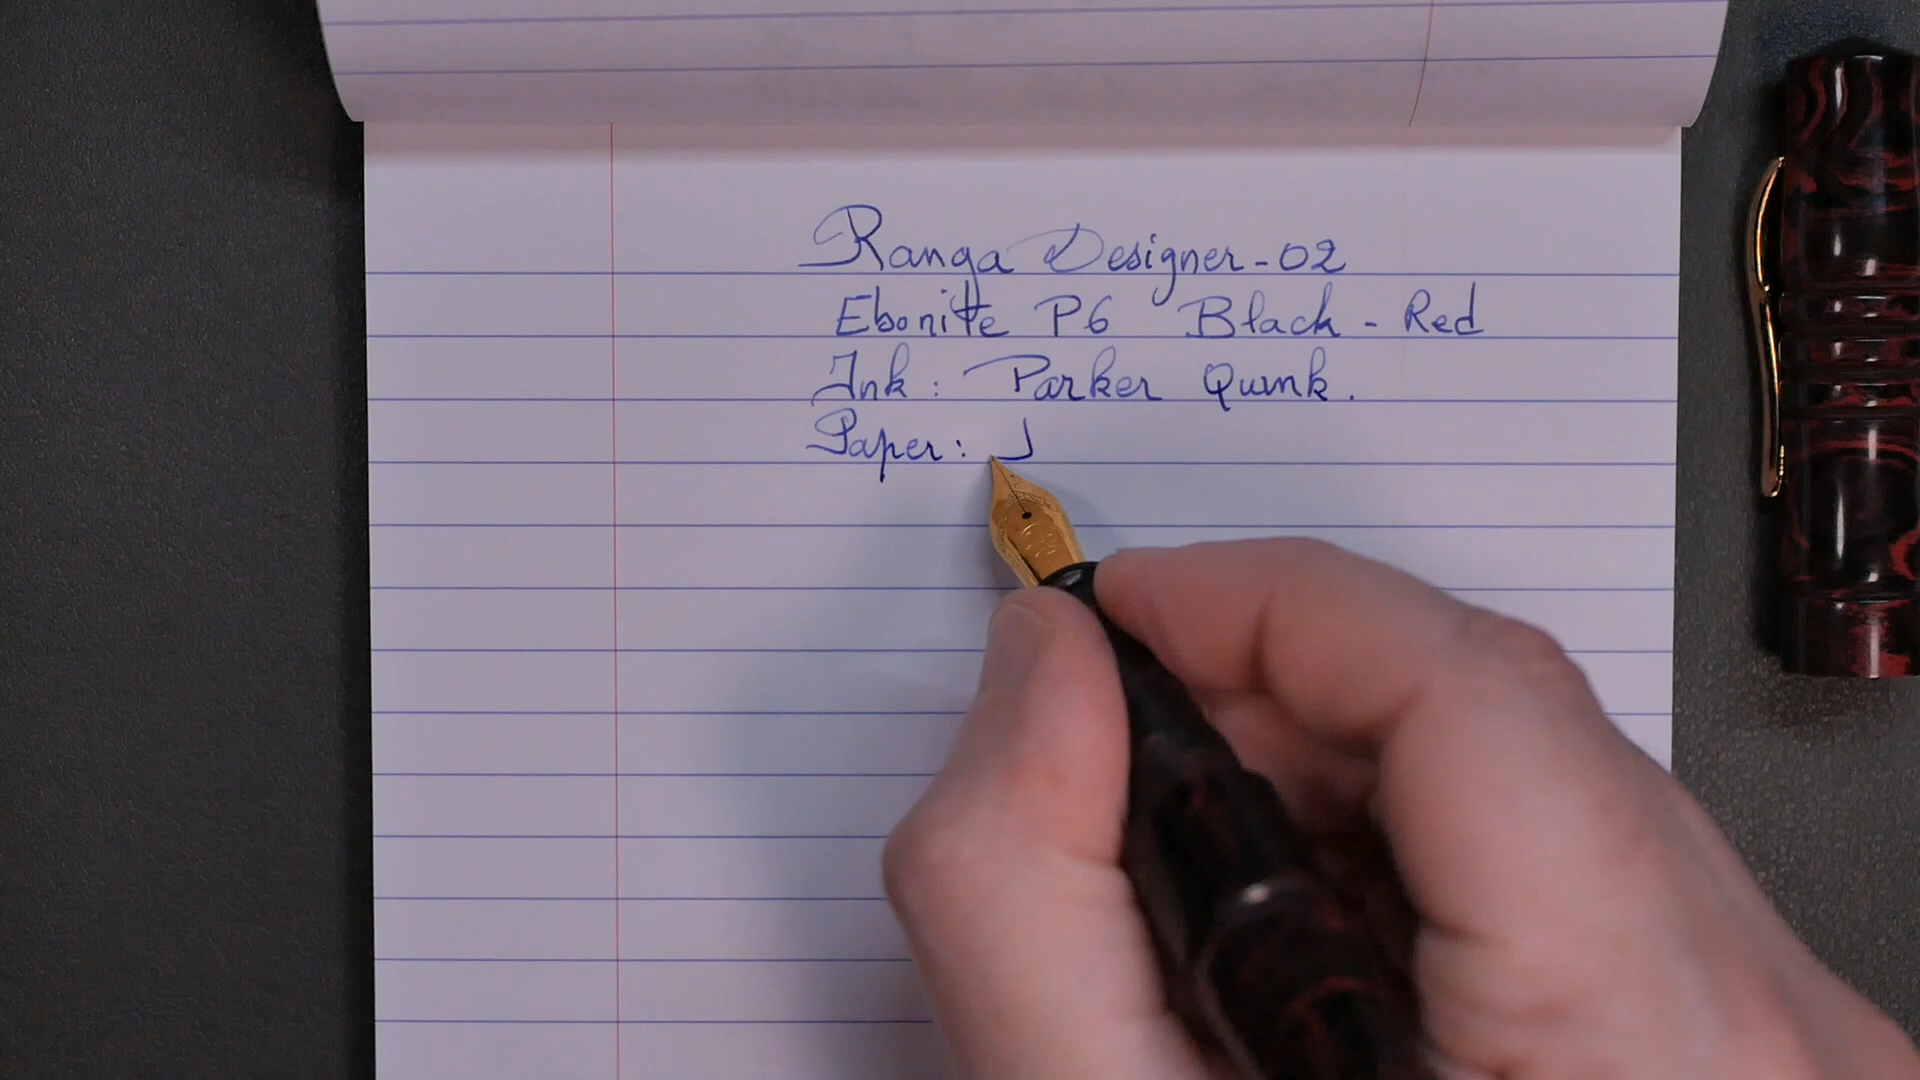 Ranga Designer-02
Ebonite P6 Black - Red
Ink: Parker Quink.
Paper: